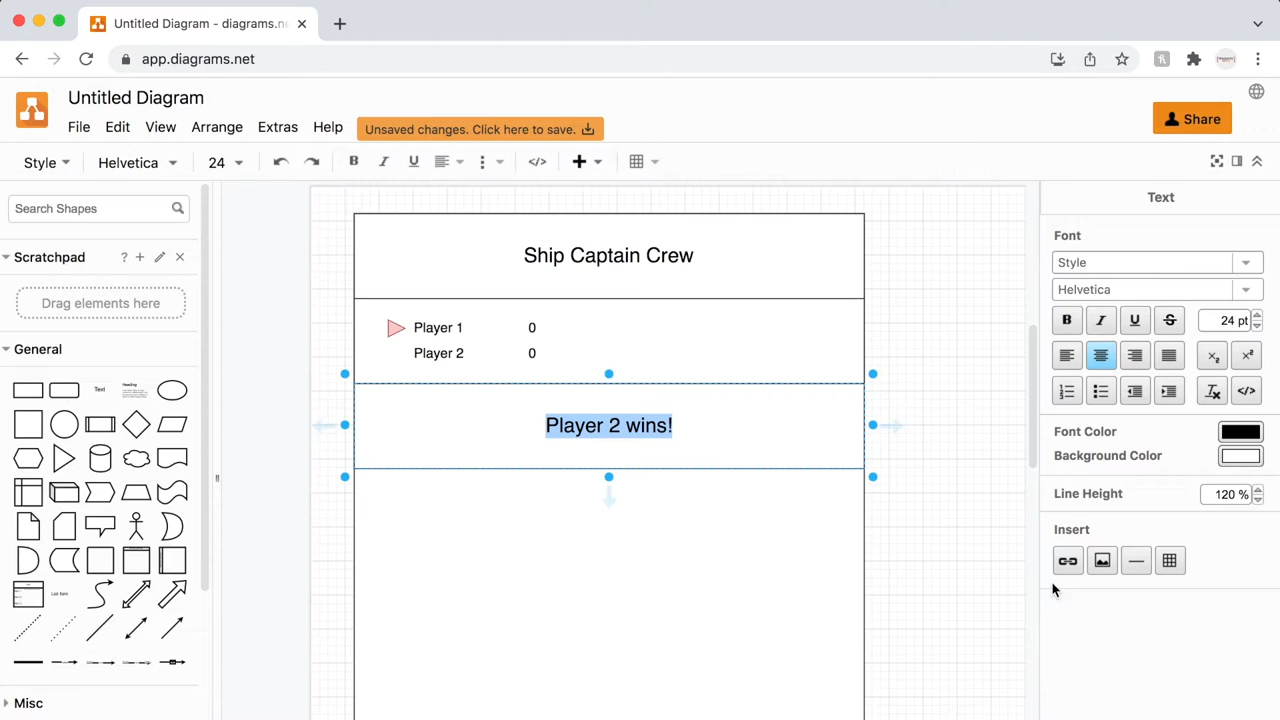 Untitled Diagram - diagrams.ne
app.diagrams.net
Untitled Diagram
File Edit View Arrange Extras Help
Unsaved changes. Click here to save.
Share
Style Helvetica 24 B I U </>
Search Shapes
Scratchpad ?
Drag elements here
General
Text
Heading
List Item
Misc
Ship Captain Crew
Player 1 0
Player 2 0
Player 2 wins!
Text
Font
Style
Helvetica
B I U S 24 pt
Font Color
Background Color
Line Height 120 %
Insert